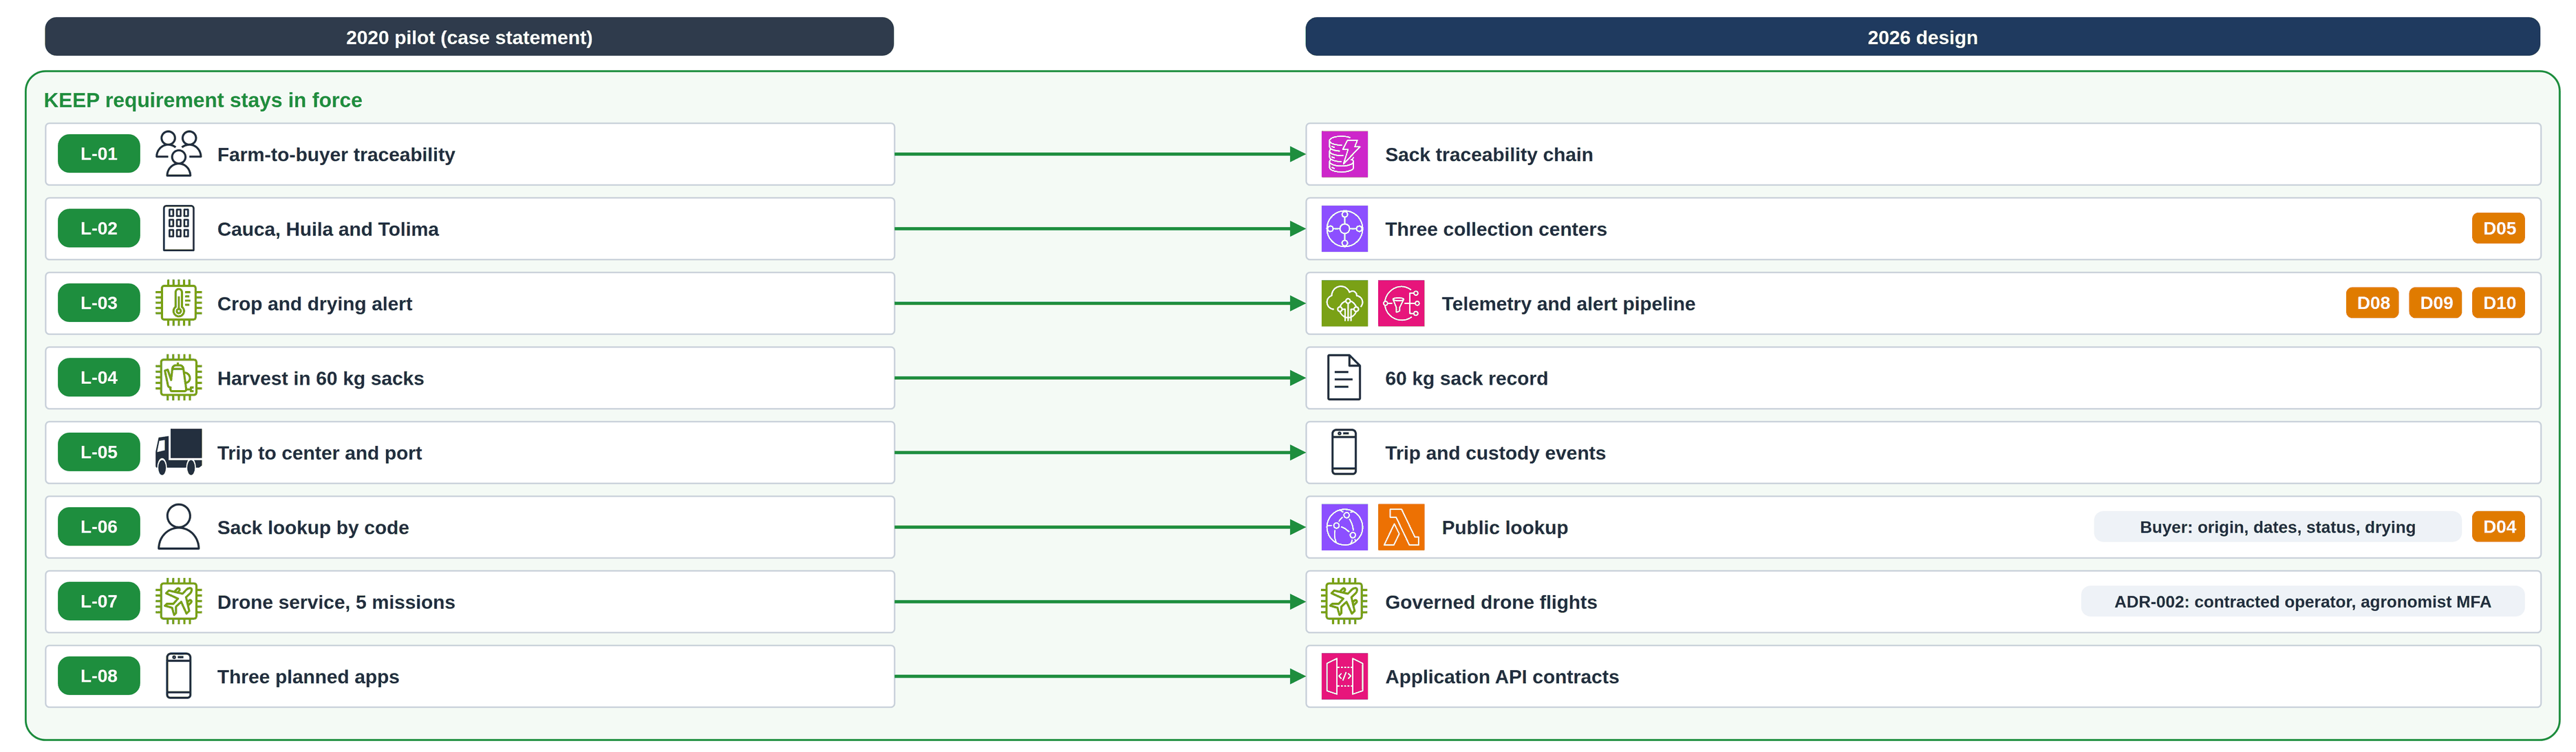 2020 pilot (case statement)
2026 design
KEEP requirement stays in force
L-01 Farm-to-buyer traceability
Sack traceability chain
L-02 Cauca, Huila and Tolima
Three collection centers D05
L-03 Crop and drying alert
Telemetry and alert pipeline D08 D09 D10
L-04 Harvest in 60 kg sacks
60 kg sack record
L-05 Trip to center and port
Trip and custody events
L-06 Sack lookup by code
Public lookup Buyer: origin, dates, status, drying D04
L-07 Drone service, 5 missions
Governed drone flights ADR-002: contracted operator, agronomist MFA
L-08 Three planned apps
Application API contracts